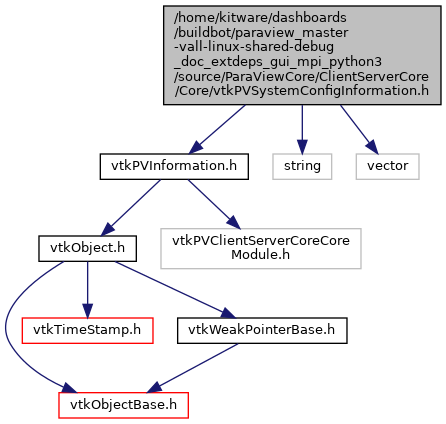 /home/kitware/dashboards
/buildbot/paraview_master
-vall-linux-shared-debug
_doc_extdeps_gui_mpi_python3
/source/ParaViewCore/ClientServerCore
/Core/vtkPVSystemConfigInformation.h
vtkPVInformation.h
string
vector
vtkObject.h
vtkPVClientServerCoreCore
Module.h
vtkTimeStamp.h
vtkWeakPointerBase.h
vtkObjectBase.h